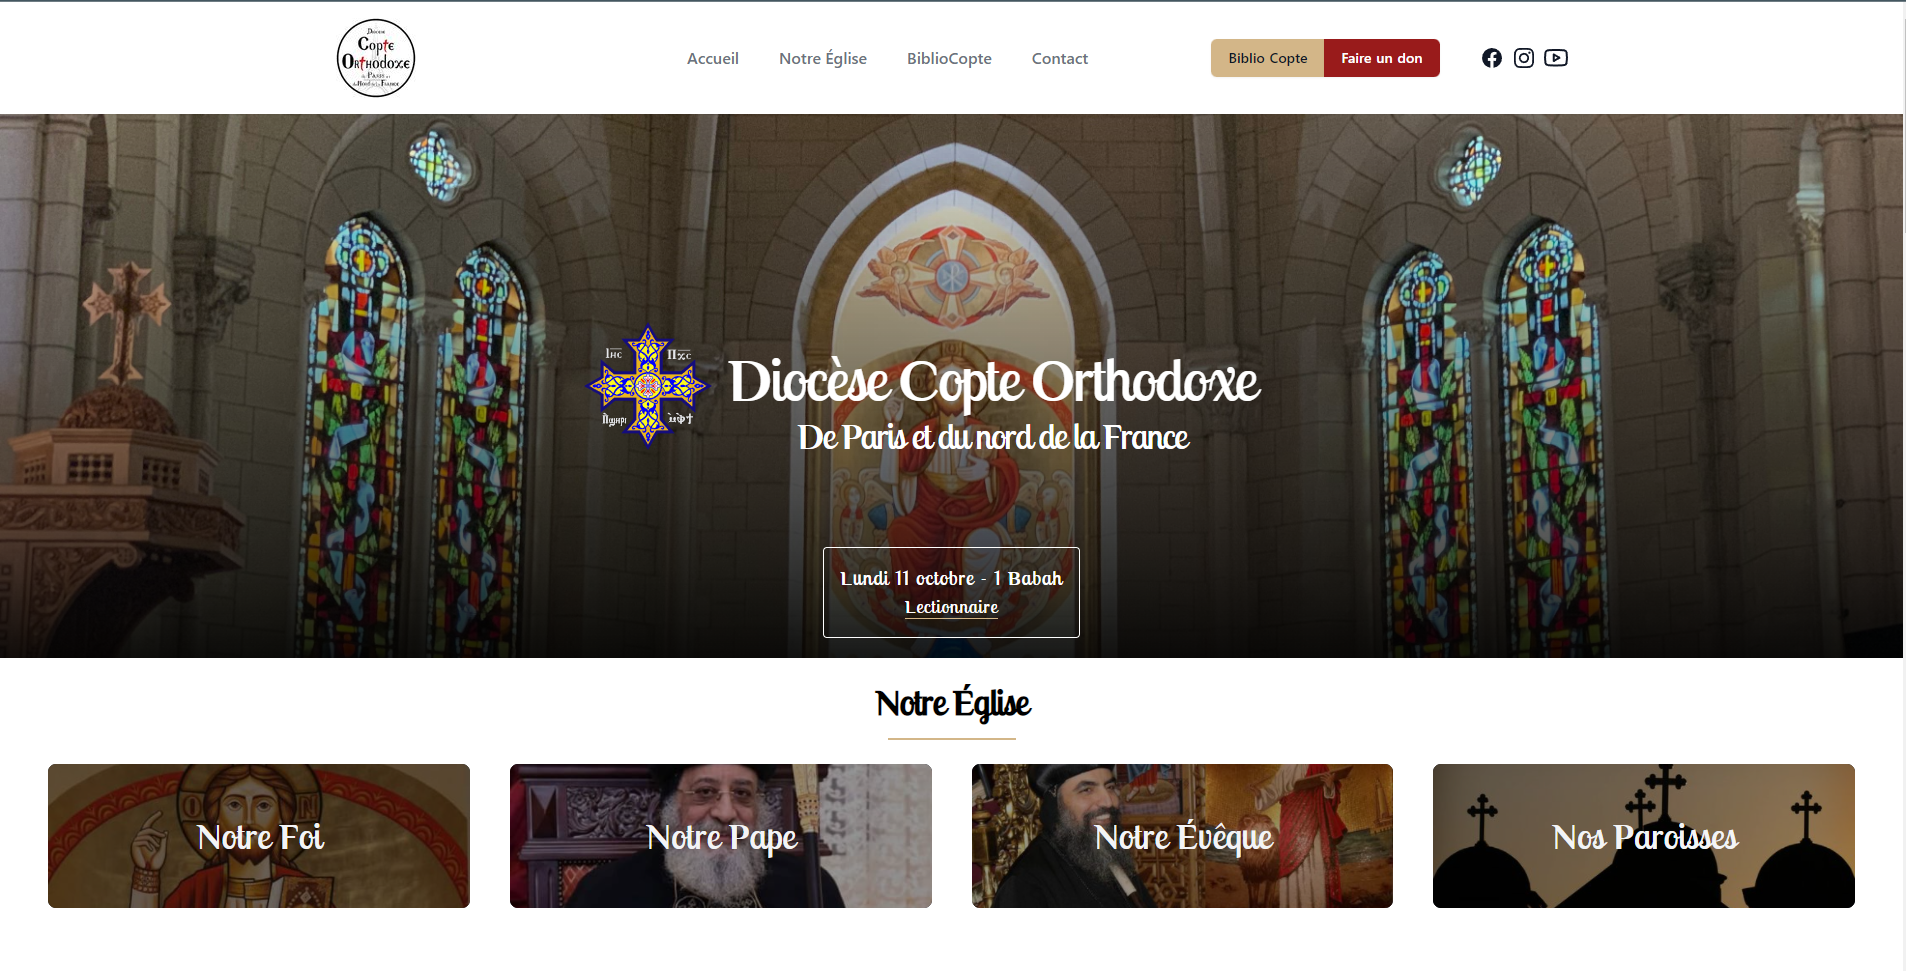 Diocèse
Copte
Orthodoxe
de Paris et
du Nord de la France
Accueil
Notre Église
BiblioCopte
Contact
Biblio Copte
Faire un don
Diocèse Copte Orthodoxe
De Paris et du nord de la France
Lundi 11 octobre - 1 Babah
Lectionnaire
Notre Église
Notre Foi
Notre Pape
Notre Évêque
Nos Paroisses